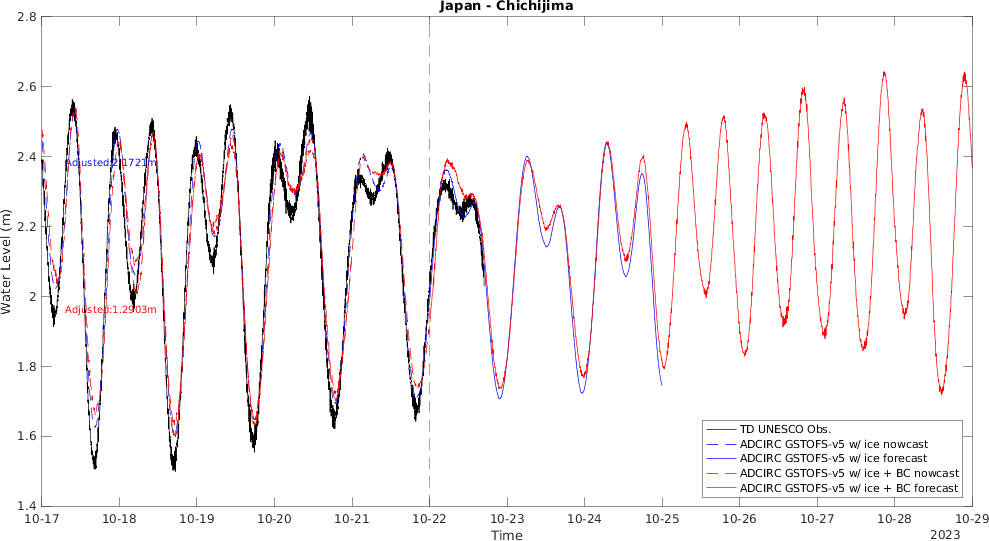 Japan - Chichijima
2.8
2.6
2.4
2.2
2
1.8
1.6
1.4
Water Level (m)
Adjusted:2.1721m
Adjusted:1.2903m
TD UNESCO Obs.
ADCIRC GSTOFS-v5 w/ ice nowcast
ADCIRC GSTOFS-v5 w/ ice forecast
ADCIRC GSTOFS-v5 w/ ice + BC nowcast
ADCIRC GSTOFS-v5 w/ ice + BC forecast
10-17 10-18 10-19 10-20 10-21 10-22 10-23 10-24 10-25 10-26 10-27 10-28 10-29
Time
2023